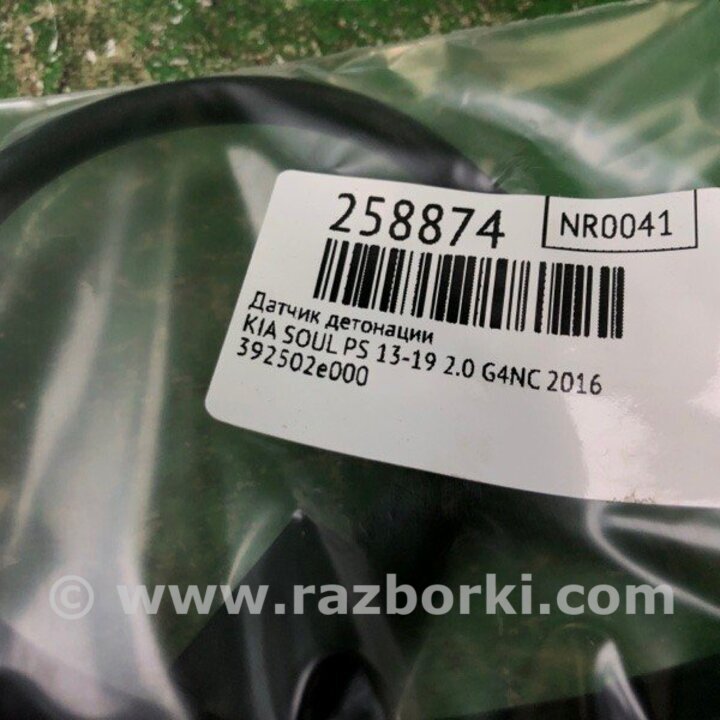 258874
NR0041
Датчик детонации
KIA SOUL PS 13-19 2.0 G4NC 2016
392502e000
© www.razborki.com